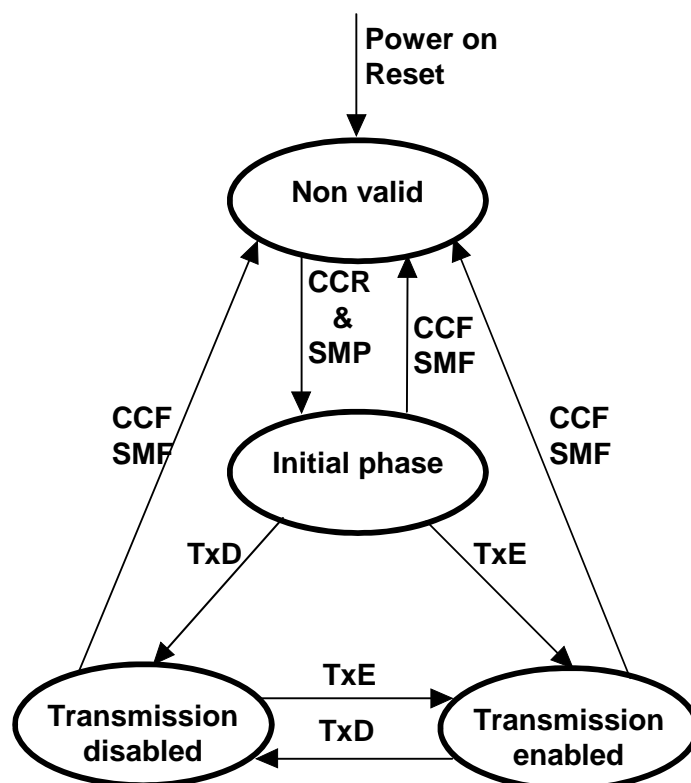 Power on
Reset
Non valid
CCR
&
SMP
CCF
SMF
CCF
SMF
CCF
SMF
Initial phase
TxD
TxE
TxE
Transmission
disabled
TxD
Transmission
enabled